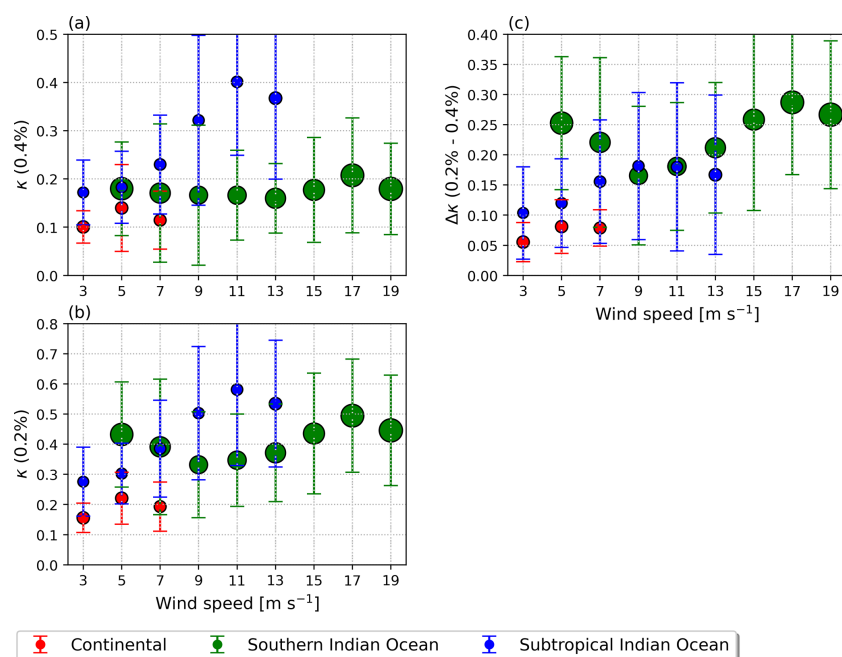 (a)
κ (0.4%)
0.5
0.4
0.3
0.2
0.1
0.0
3 5 7 9 11 13 15 17 19
(b)
κ (0.2%)
0.8
0.7
0.6
0.5
0.4
0.3
0.2
0.1
0.0
3 5 7 9 11 13 15 17 19
Wind speed [m s⁻¹]
(c)
Δκ (0.2% - 0.4%)
0.40
0.35
0.30
0.25
0.20
0.15
0.10
0.05
0.00
3 5 7 9 11 13 15 17 19
Wind speed [m s⁻¹]
Continental Southern Indian Ocean Subtropical Indian Ocean